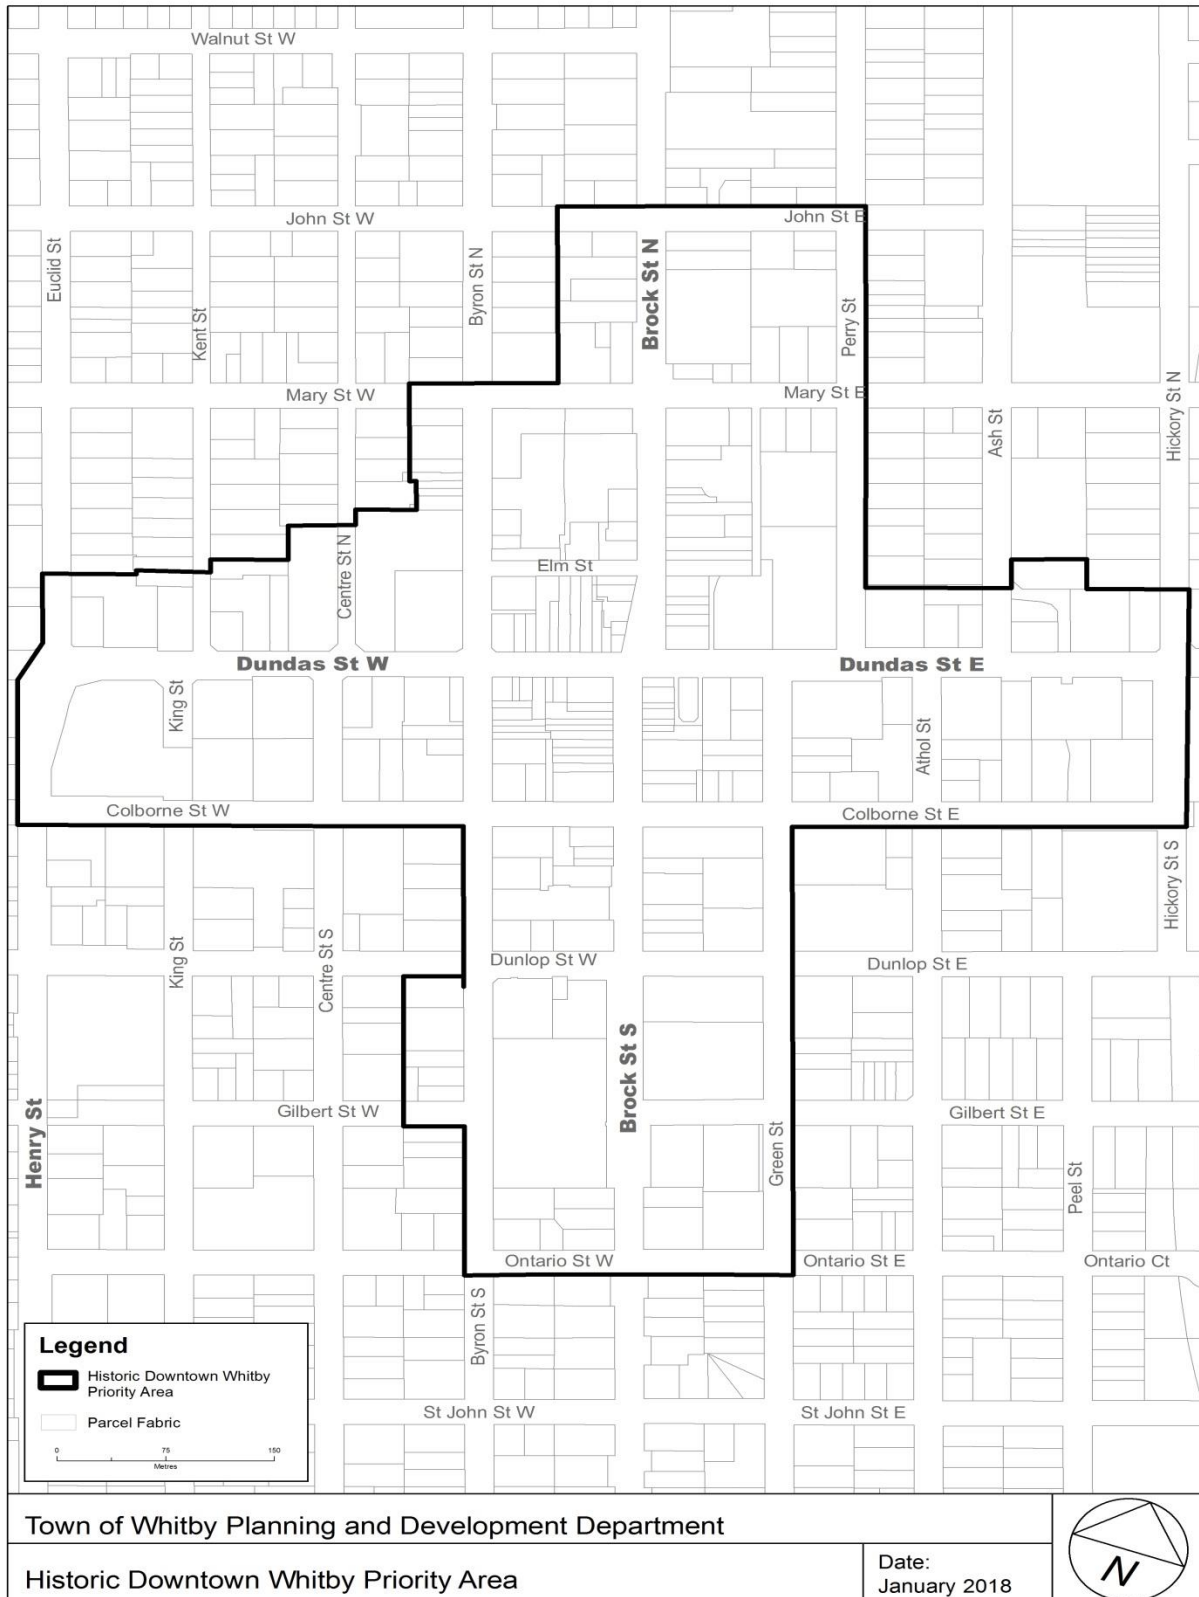 Walnut St W
John St W
John St E
Euclid St
Kent St
Byron St N
Brock St N
Perry St
Mary St W
Mary St E
Ash St
Hickory St N
Centre St N
Elm St
Dundas St W
Dundas St E
King St
Athol St
Colborne St W
Colborne St E
Hickory St S
King St
Centre St S
Dunlop St W
Dunlop St E
Henry St
Gilbert St W
Brock St S
Green St
Gilbert St E
Peel St
Ontario St W
Ontario St E
Ontario Ct
Byron St S
St John St W
St John St E
Legend
Historic Downtown Whitby
Priority Area
Parcel Fabric
0 75 150
Metres
Town of Whitby Planning and Development Department
Historic Downtown Whitby Priority Area
Date:
January 2018
N